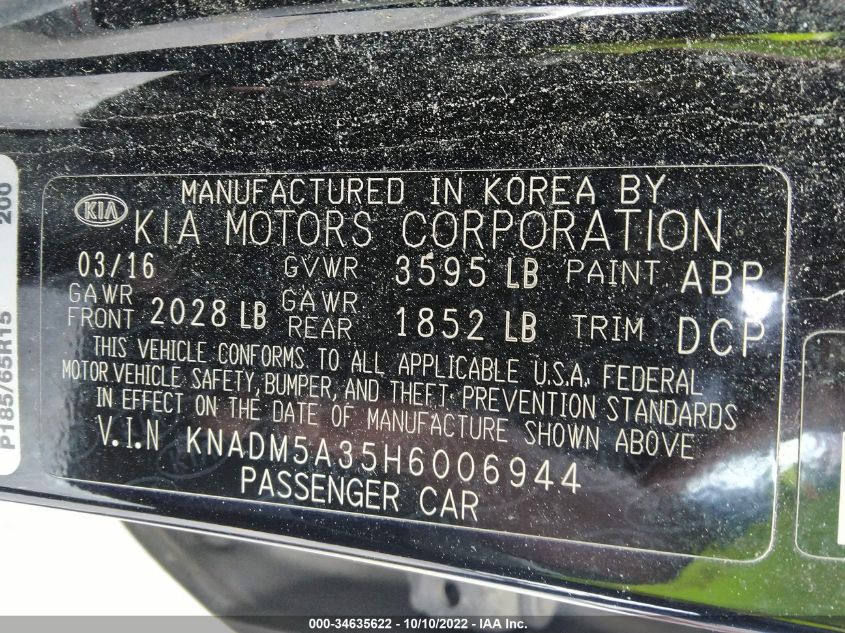 MANUFACTURED IN KOREA BY
KIA KIA MOTORS CORPORATION
03/16 GVWR 3595 LB PAINT ABP
GAWR FRONT 2028 LB GAWR REAR 1852 LB TRIM DCP
THIS VEHICLE CONFORMS TO ALL APPLICABLE U.S.A. FEDERAL
MOTOR VEHICLE SAFETY, BUMPER, AND THEFT PREVENTION STANDARDS
IN EFFECT ON THE DATE OF MANUFACTURE SHOWN ABOVE
V.I.N KNADM5A35H6006944
PASSENGER CAR
P185/65R15 200
000-34635622 - 10/10/2022 - IAA Inc.